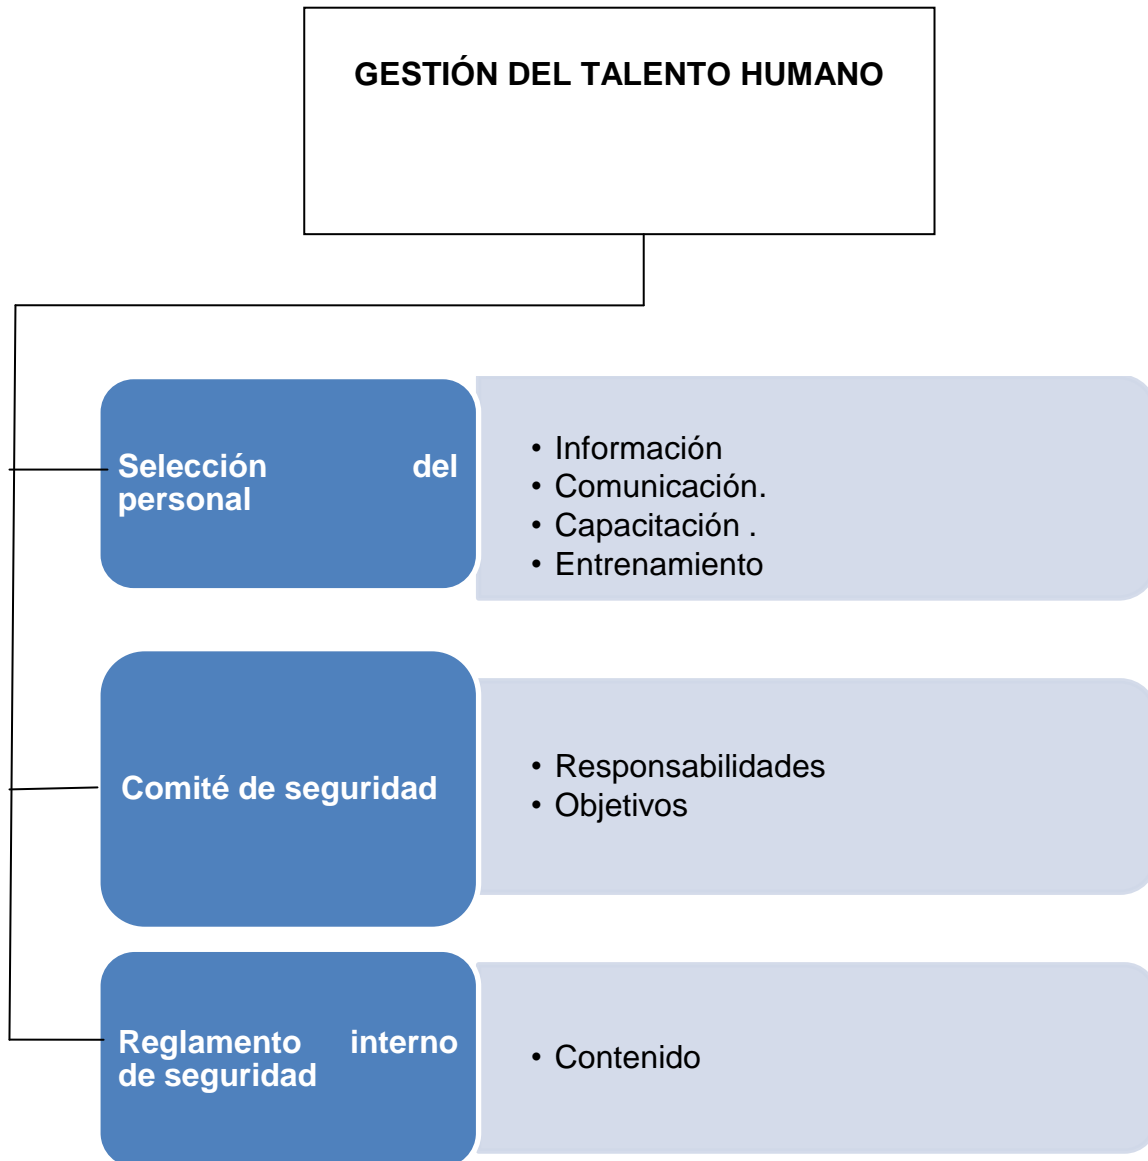 GESTIÓN DEL TALENTO HUMANO
Selección del
personal
• Información
• Comunicación.
• Capacitación .
• Entrenamiento
Comité de seguridad
• Responsabilidades
• Objetivos
Reglamento interno
de seguridad
• Contenido